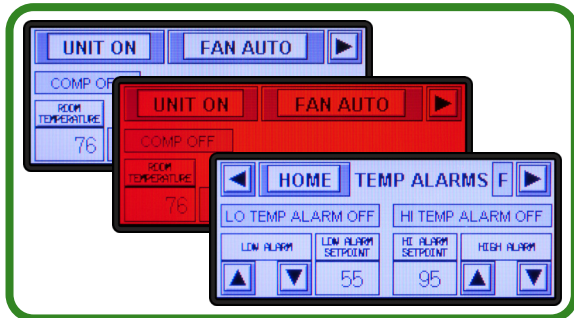 UNIT ON FAN AUTO
COMP OF
ROOM
TEMPERATURE
76
UNIT ON FAN AUTO
COMP OFF
ROOM
TEMPERATURE
76
HOME TEMP ALARMS F
LO TEMP ALARM OFF HI TEMP ALARM OFF
LOW ALARM
LOW ALARM
SETPOINT
HI ALARM
SETPOINT
HIGH ALARM
55 95